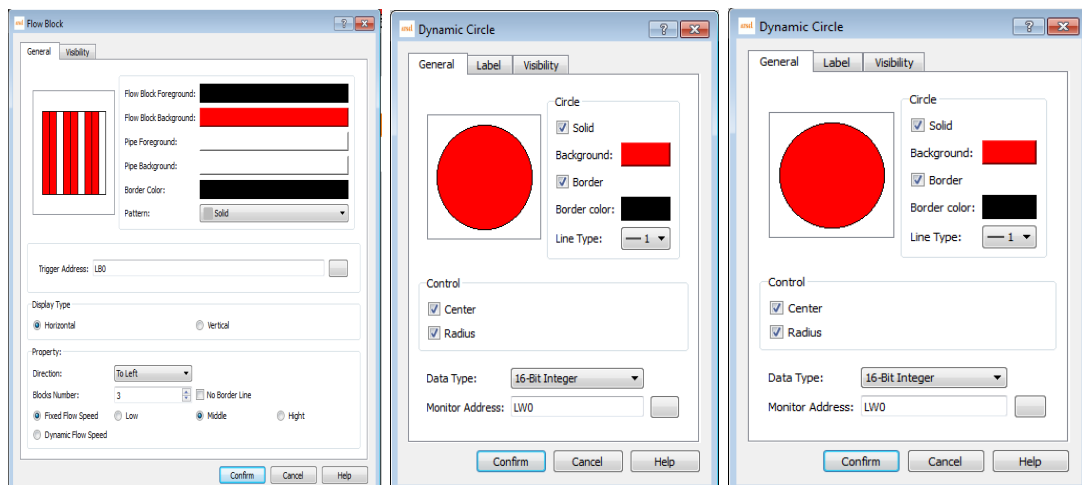 Flow Block
General Visibility
Flow Block Foreground:
Flow Block Background:
Pipe Foreground:
Pipe Background:
Border Color:
Pattern: Solid
Trigger Address: LB0
Display Type
Horizontal Vertical
Property:
Direction: To Left
Blocks Number: 3 No Border Line
Fixed Flow Speed Low Middle Hight
Dynamic Flow Speed
Confirm Cancel Help
Dynamic Circle
General Label Visibility
Circle
Solid
Background:
Border
Border color:
Line Type: 1
Control
Center
Radius
Data Type: 16-Bit Integer
Monitor Address: LW0
Confirm Cancel Help
Dynamic Circle
General Label Visibility
Circle
Solid
Background:
Border
Border color:
Line Type: 1
Control
Center
Radius
Data Type: 16-Bit Integer
Monitor Address: LW0
Confirm Cancel Help